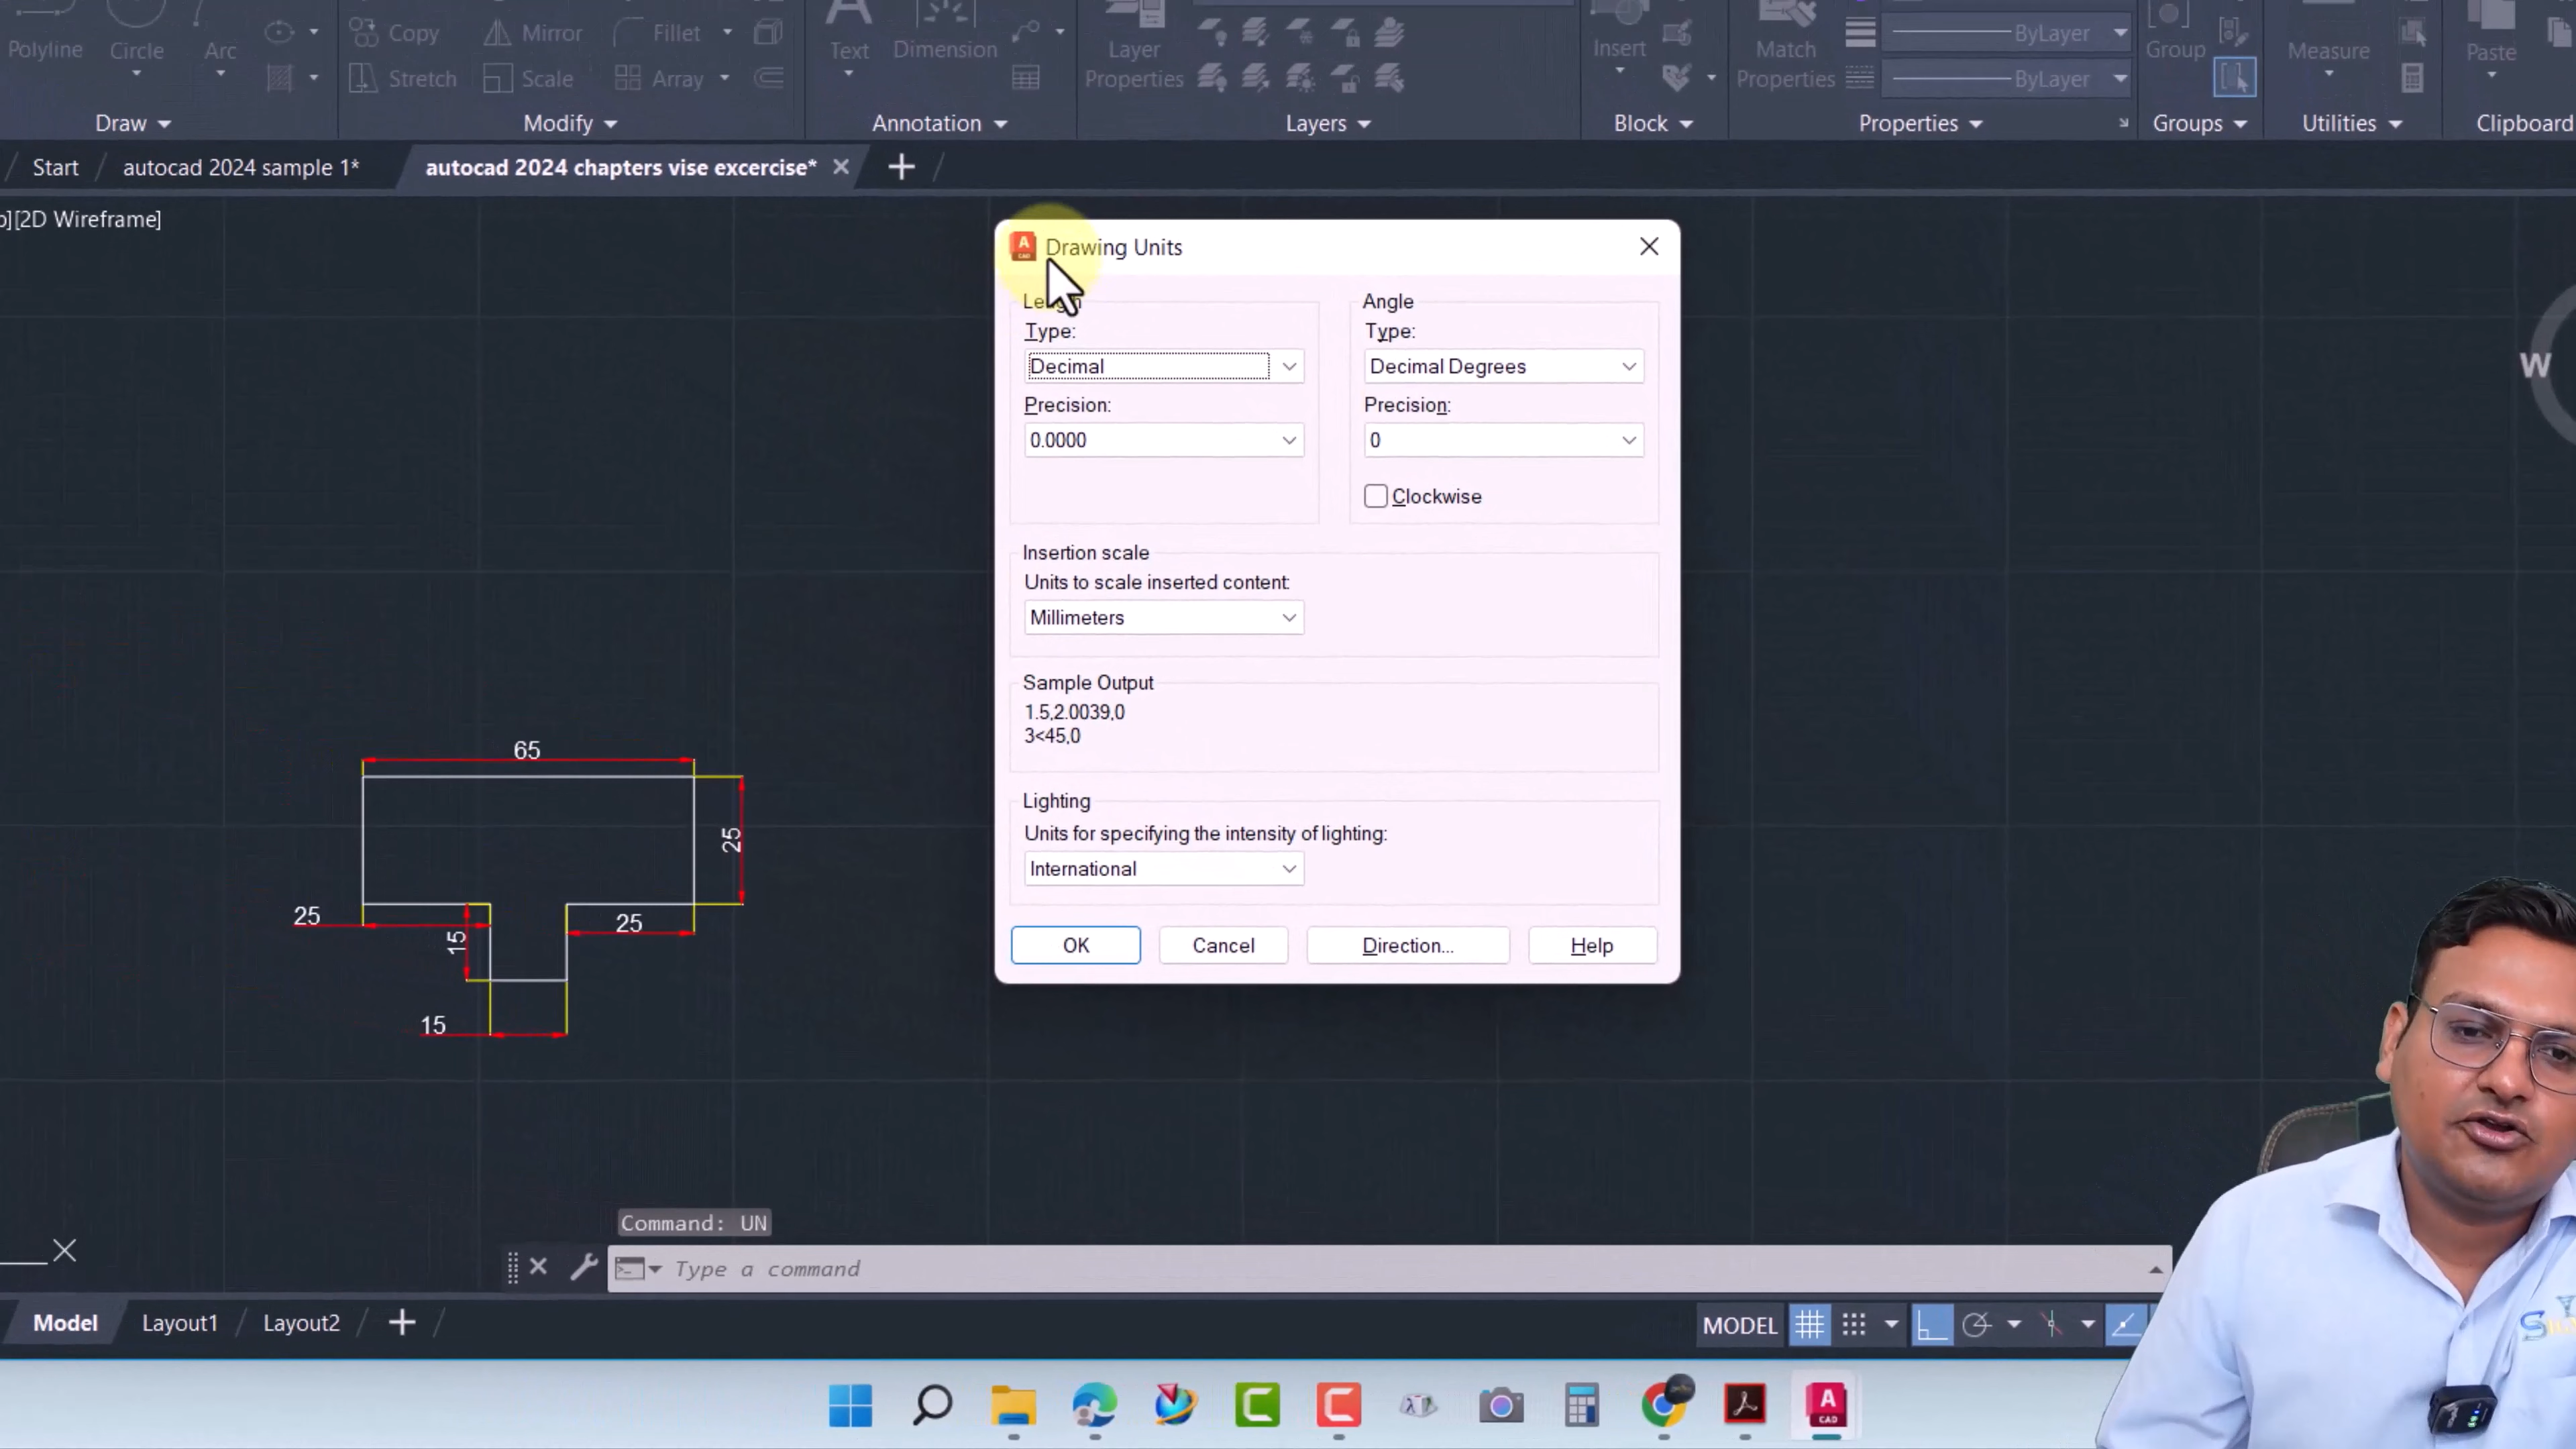 Polyline Circle Arc
Copy Mirror Fillet
Stretch Scale Array
Text Dimension
Layer Properties
Insert
Match Properties
ByLayer
ByLayer
Group
Measure
Paste
Draw Modify Annotation Layers Block Properties Groups Utilities Clipboard
Start autocad 2024 sample 1* autocad 2024 chapters vise excercise*
][2D Wireframe]
Drawing Units
Length
Type:
Decimal
Precision:
0.0000
Angle
Type:
Decimal Degrees
Precision:
0
Clockwise
Insertion scale
Units to scale inserted content:
Millimeters
Sample Output
1.5,2.0039,0
3<45,0
Lighting
Units for specifying the intensity of lighting:
International
OK Cancel Direction... Help
W
65
25
25
15
25
15
Command: UN
Type a command
Model Layout1 Layout2
MODEL